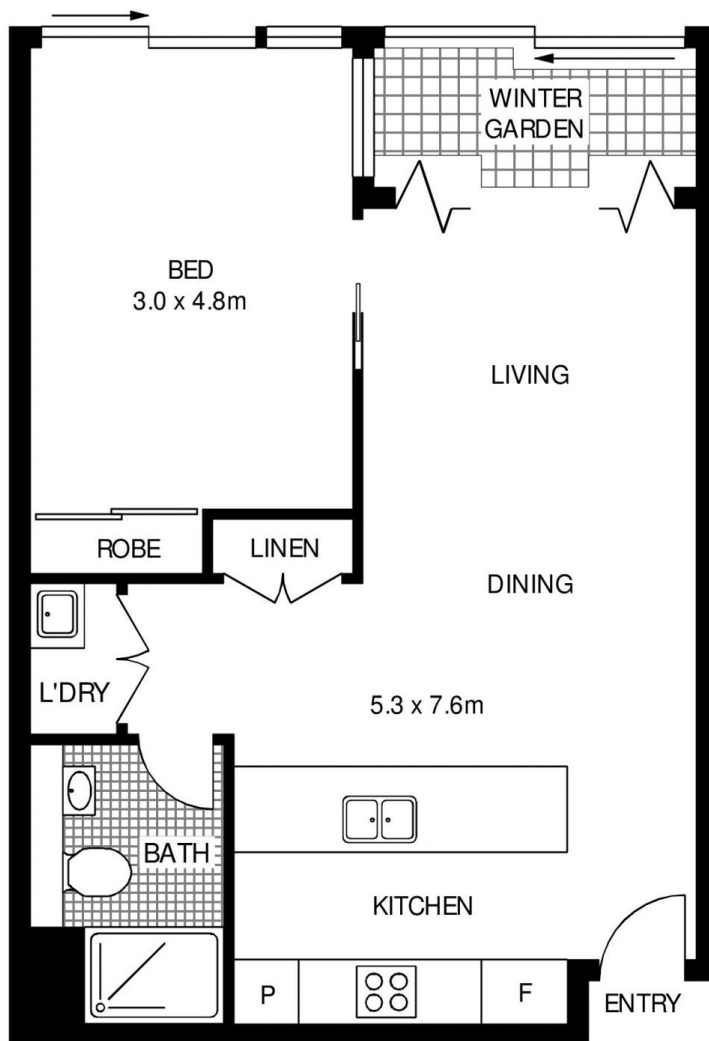 WINTER
GARDEN
BED
3.0 x 4.8m
LIVING
ROBE
LINEN
DINING
L'DRY
5.3 x 7.6m
BATH
KITCHEN
P
F
ENTRY